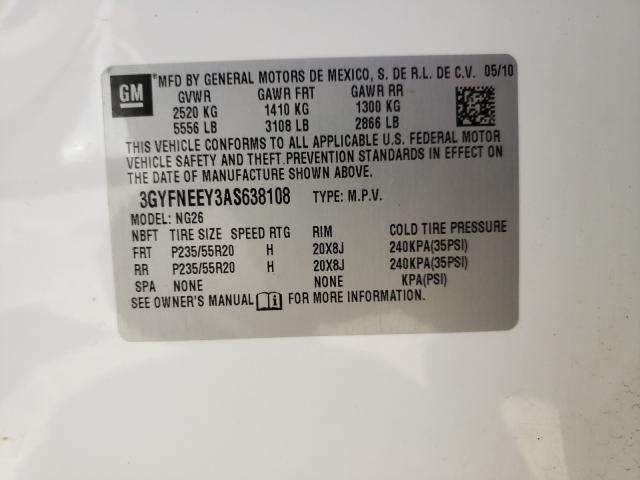 GM
*MFD BY GENERAL MOTORS DE MEXICO, S. DE R.L. DE C.V. 05/10
GVWR GAWR FRT GAWR RR
2520 KG 1410 KG 1300 KG
5556 LB 3108 LB 2866 LB
THIS VEHICLE CONFORMS TO ALL APPLICABLE U.S. FEDERAL MOTOR
VEHICLE SAFETY AND THEFT PREVENTION STANDARDS IN EFFECT ON
THE DATE OF MANUFACTURE SHOWN ABOVE.
3GYFNEEY3AS638108 TYPE: M.P.V.
MODEL: NG26
NBFT TIRE SIZE SPEED RTG RIM COLD TIRE PRESSURE
FRT P235/55R20 H 20X8J 240KPA(35PSI)
RR P235/55R20 H 20X8J 240KPA(35PSI)
SPA NONE NONE KPA(PSI)
SEE OWNER'S MANUAL FOR MORE INFORMATION.